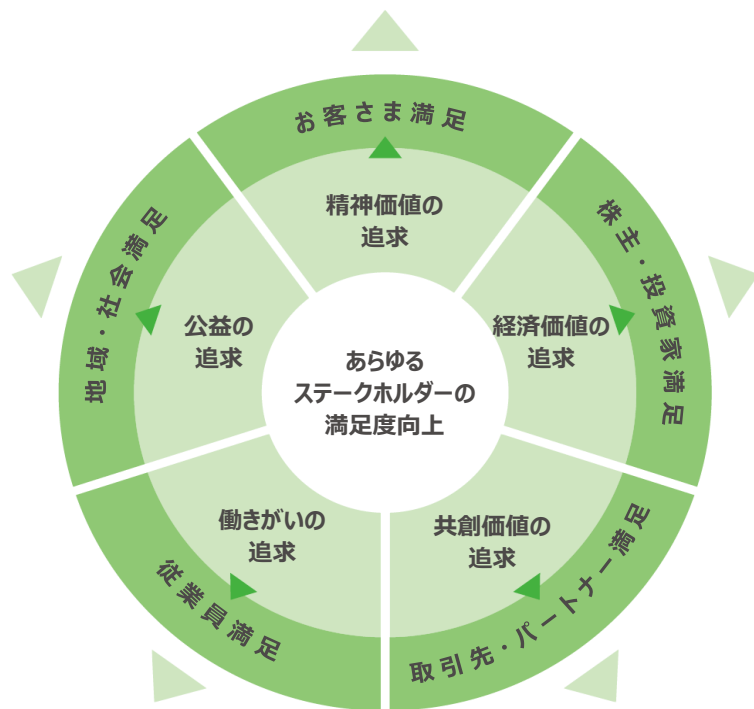 お客さま満足
精神価値の
追求
株主・投資家満足
経済価値の
追求
取引先・パートナー満足
共創価値の
追求
従業員満足
働きがいの
追求
地域・社会満足
公益の
追求
あらゆる
ステークホルダーの
満足度向上